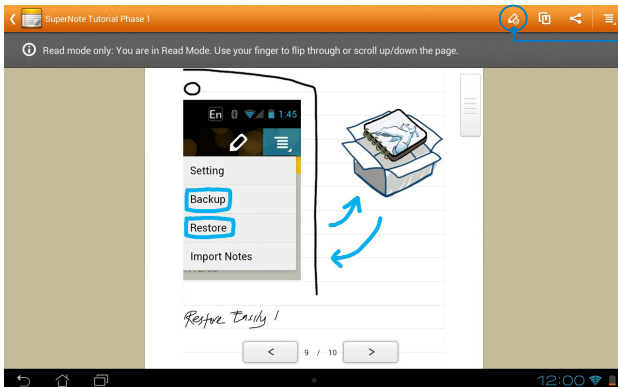 SuperNote Tutorial Phase 1
Read mode only: You are in Read Mode. Use your finger to flip through or scroll up/down the page.
En 1:45
Setting
Backup
Restore
Import Notes
Restore Easily !
9 / 10
12:00